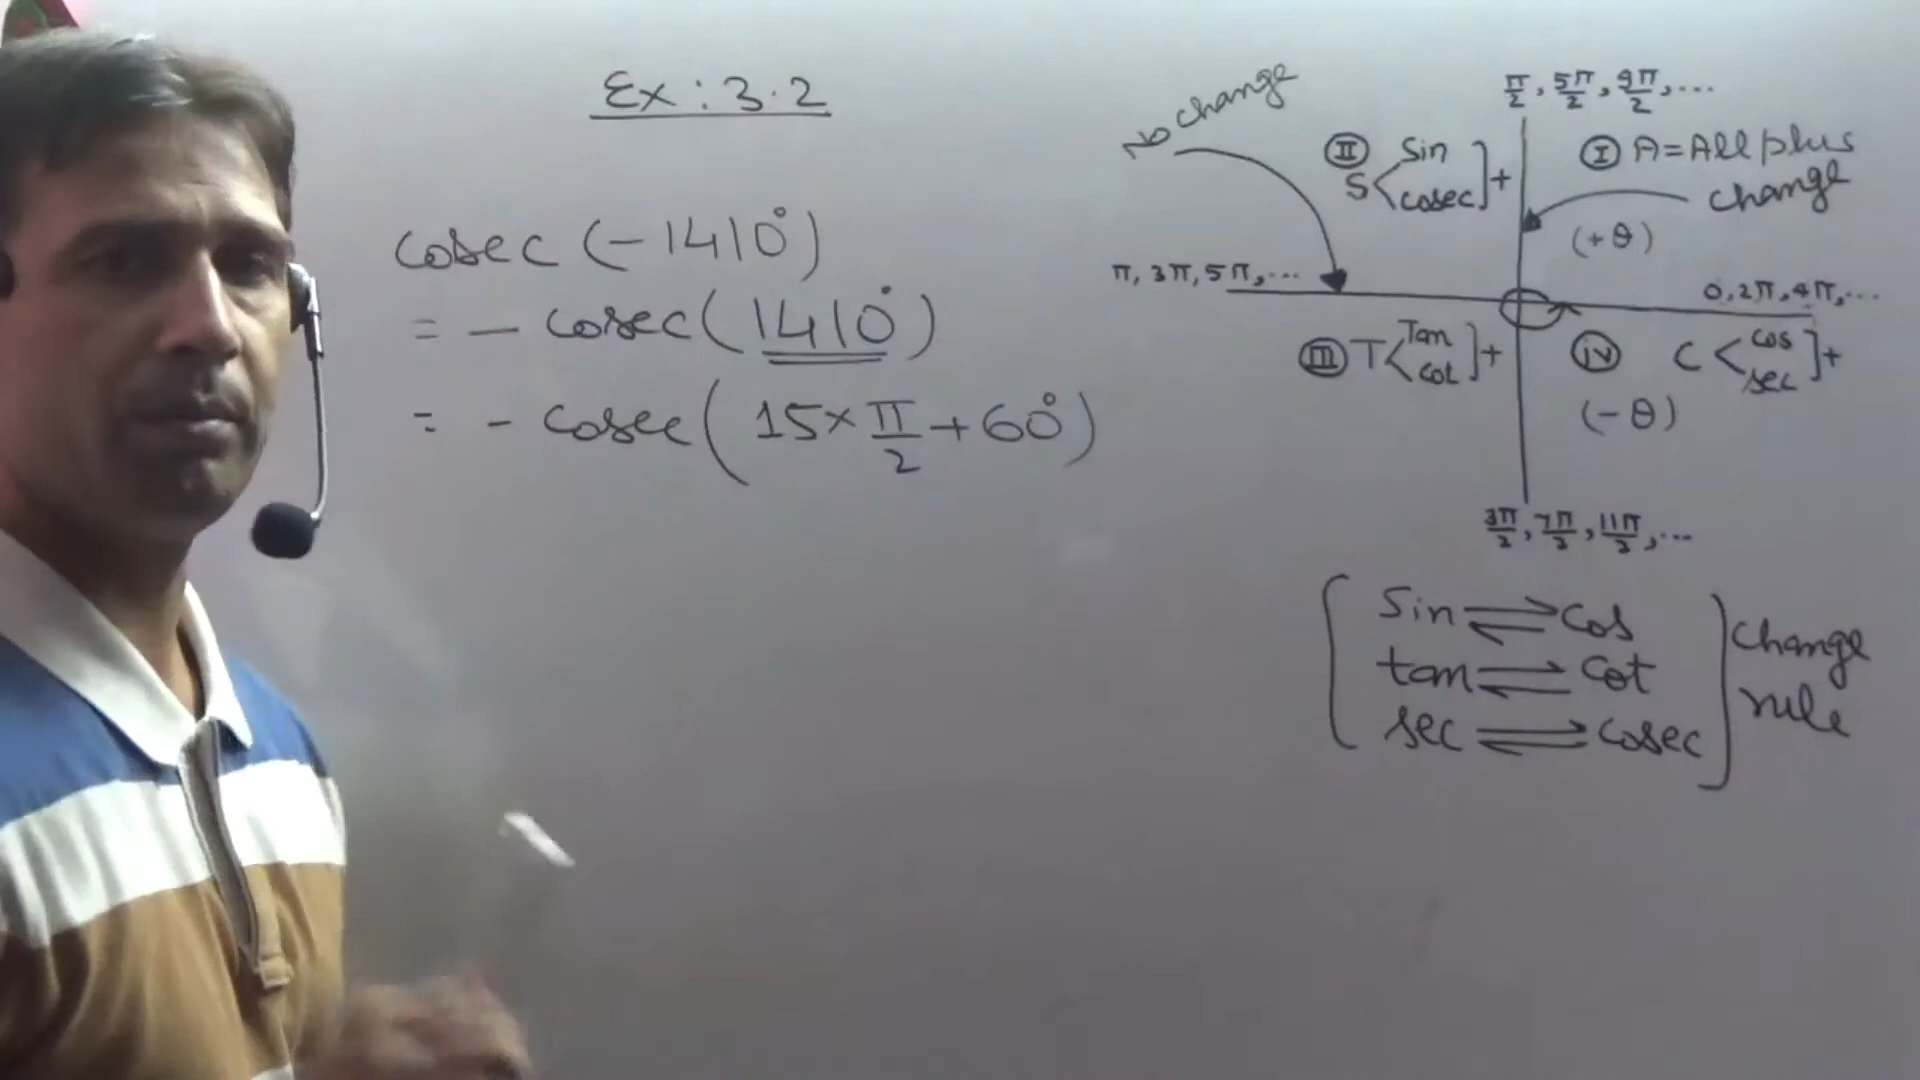 Ex : 3.2
cosec (-1410°)
= - cosec (1410°)
= - cosec (15 × π/2 + 60°)
No change
π/2, 5π/2, 9π/2, ...
II
S < Sin cosec ] +
I A = All plus
change
(+θ)
π, 3π, 5π, ...
0, 2π, 4π, ...
III T < Tan Cot ] +
iv C < cos sec ] +
(-θ)
3π/2, 7π/2, 11π/2, ...
Sin ⇌ Cos
tan ⇌ Cot
sec ⇌ Cosec
Change
rule